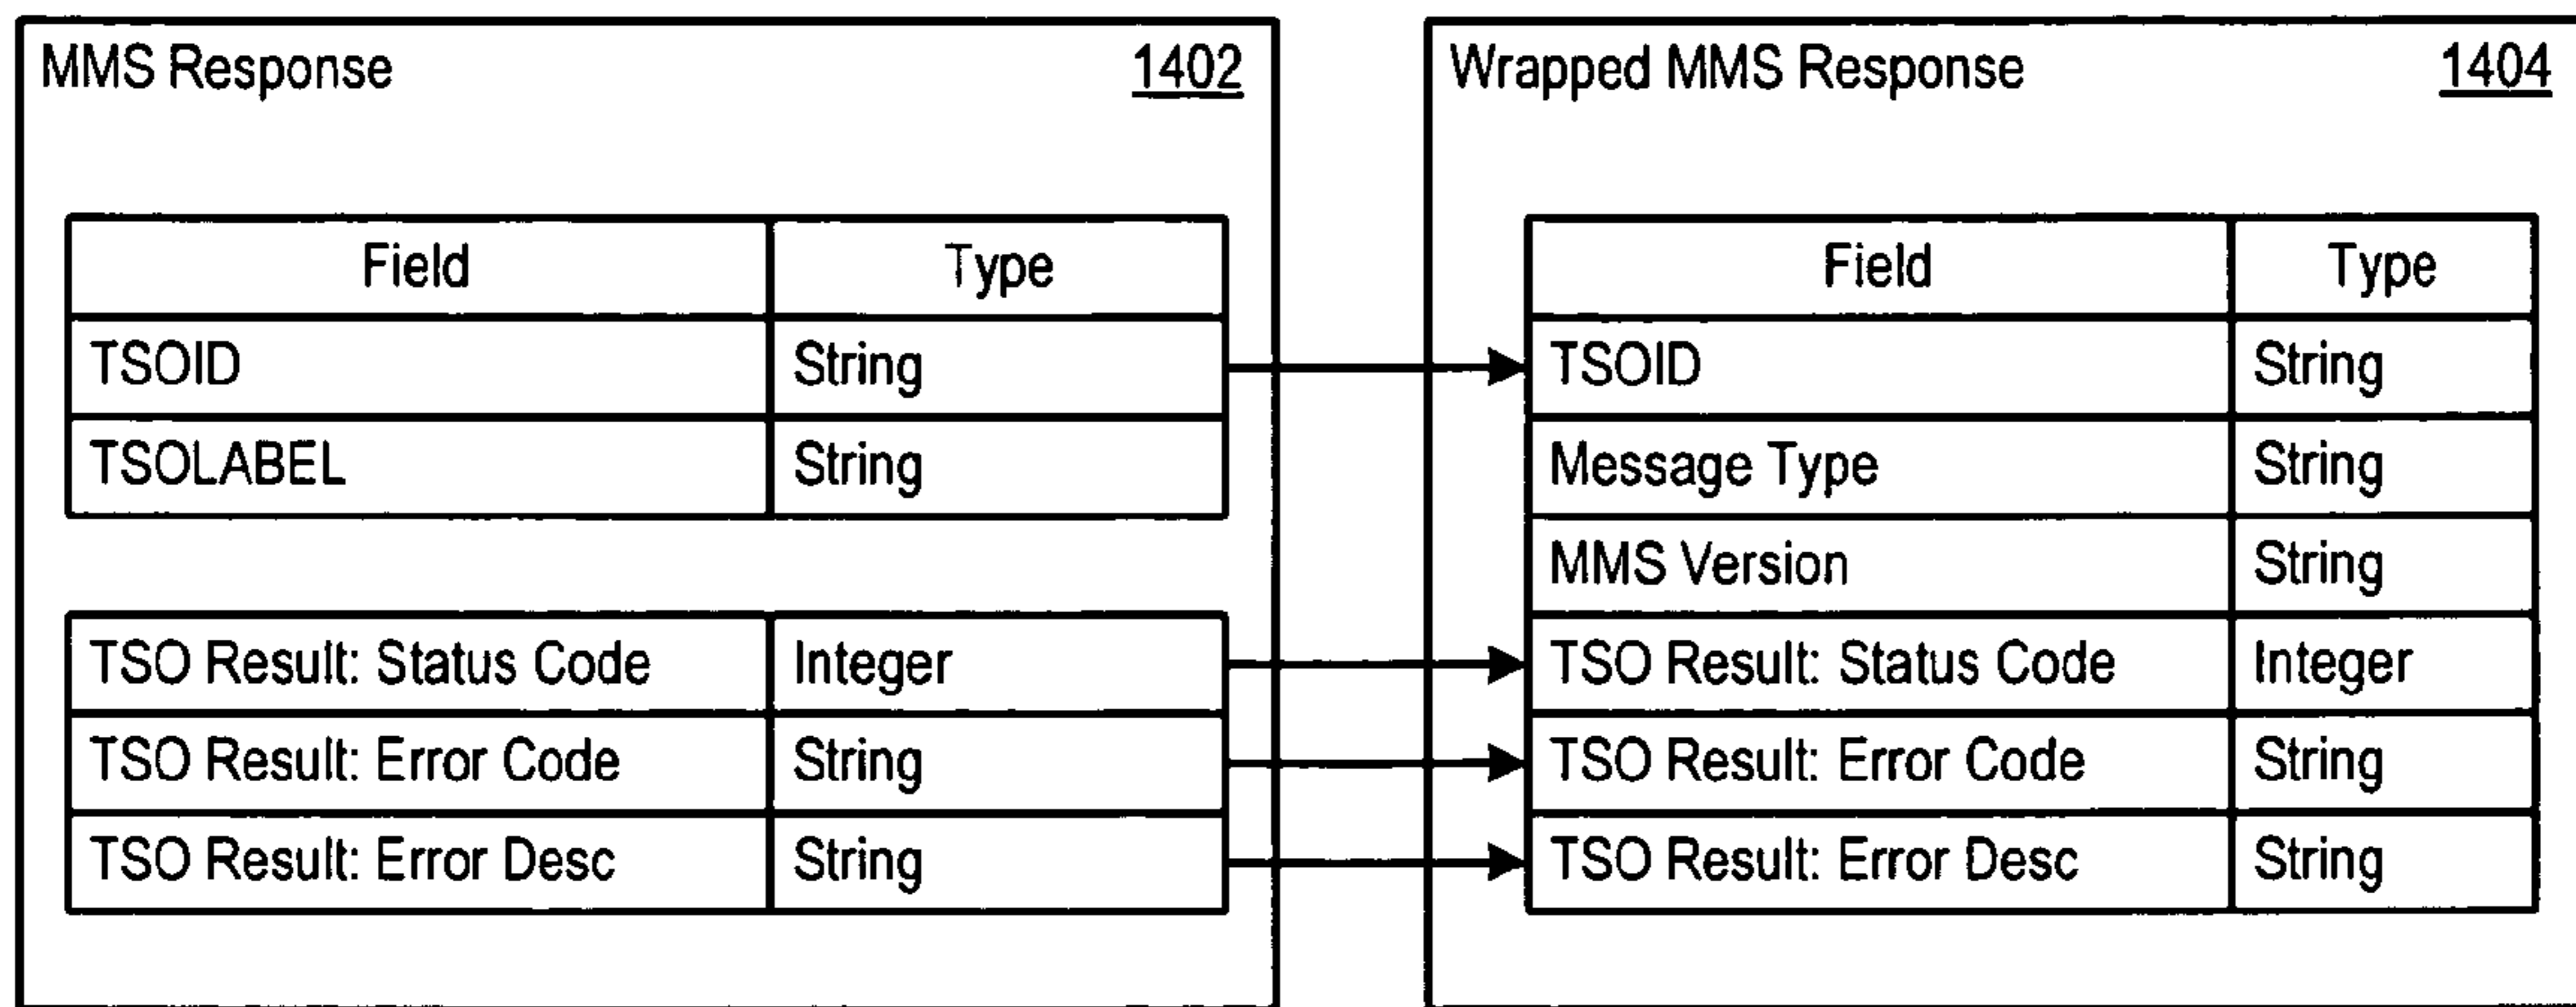 MMS Response 1402
Field Type
TSOID String
TSOLABEL String
TSO Result: Status Code Integer
TSO Result: Error Code String
TSO Result: Error Desc String
Wrapped MMS Response 1404
Field Type
TSOID String
Message Type String
MMS Version String
TSO Result: Status Code Integer
TSO Result: Error Code String
TSO Result: Error Desc String